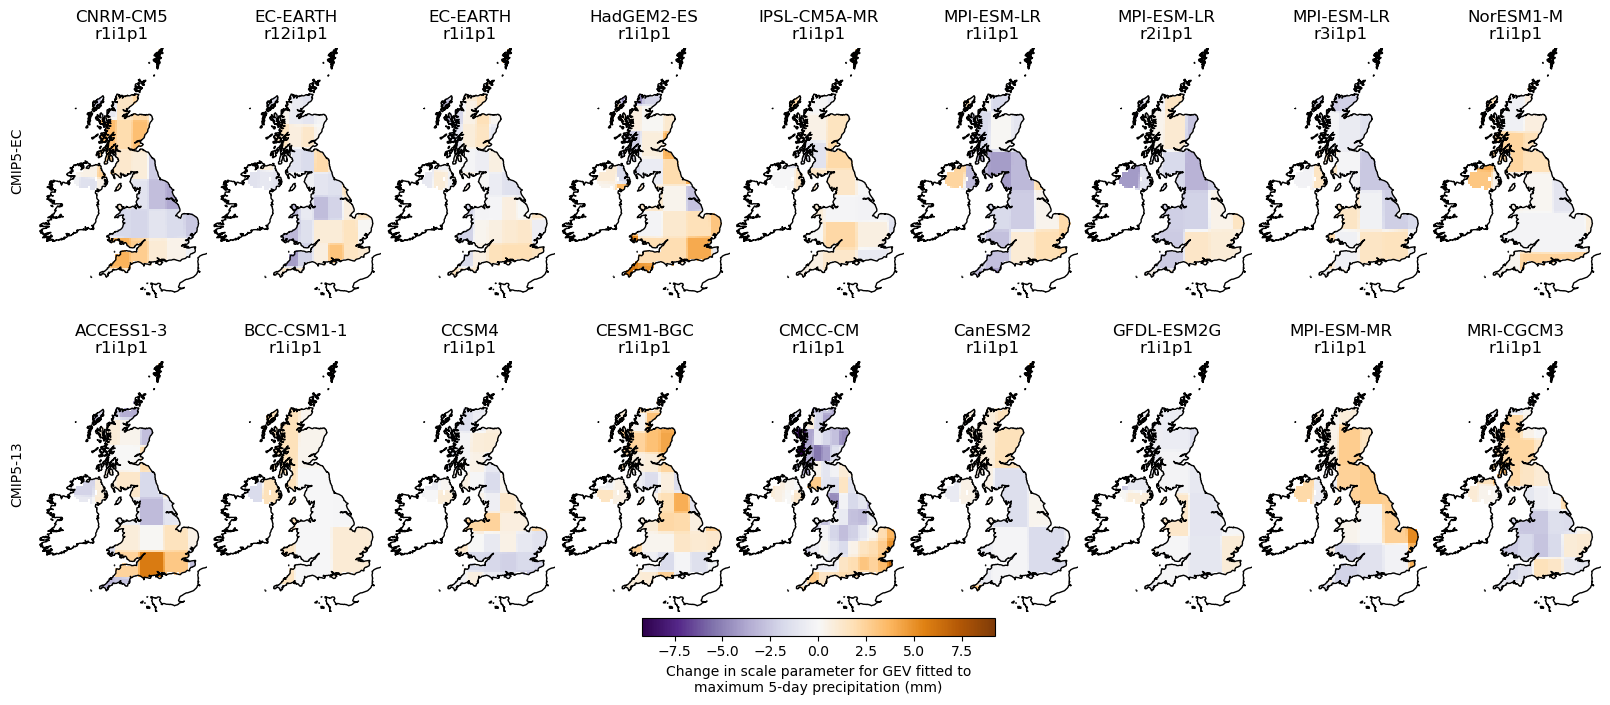 CNRM-CM5 EC-EARTH EC-EARTH HadGEM2-ES IPSL-CM5A-MR MPI-ESM-LR MPI-ESM-LR MPI-ESM-LR NorESM1-M
r1i1p1 r12i1p1 r1i1p1 r1i1p1 r1i1p1 r1i1p1 r2i1p1 r3i1p1 r1i1p1
CMIP5-EC
ACCESS1-3 BCC-CSM1-1 CCSM4 CESM1-BGC CMCC-CM CanESM2 GFDL-ESM2G MPI-ESM-MR MRI-CGCM3
r1i1p1 r1i1p1 r1i1p1 r1i1p1 r1i1p1 r1i1p1 r1i1p1 r1i1p1 r1i1p1
CMIP5-13
−7.5 −5.0 −2.5 0.0 2.5 5.0 7.5
Change in scale parameter for GEV fitted to
maximum 5-day precipitation (mm)